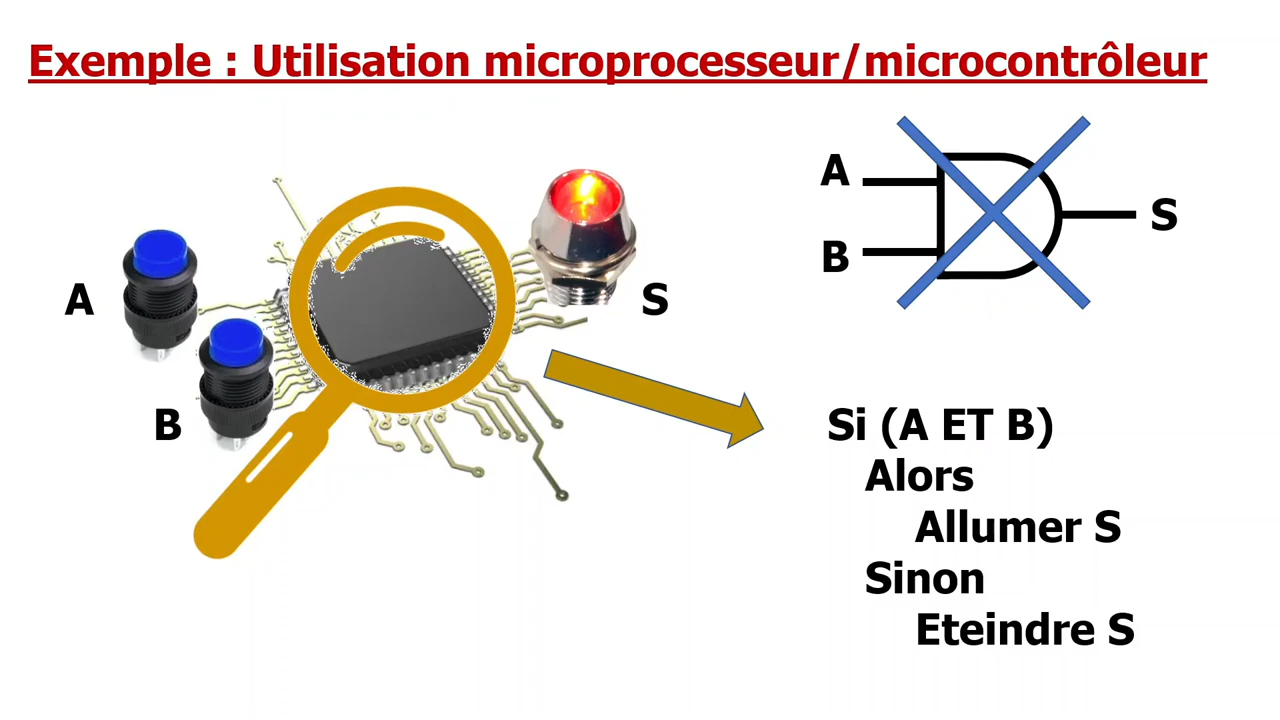 Exemple : Utilisation microprocesseur/microcontrôleur
A
B
S
A
B
S
Si (A ET B)
Alors
Allumer S
Sinon
Eteindre S